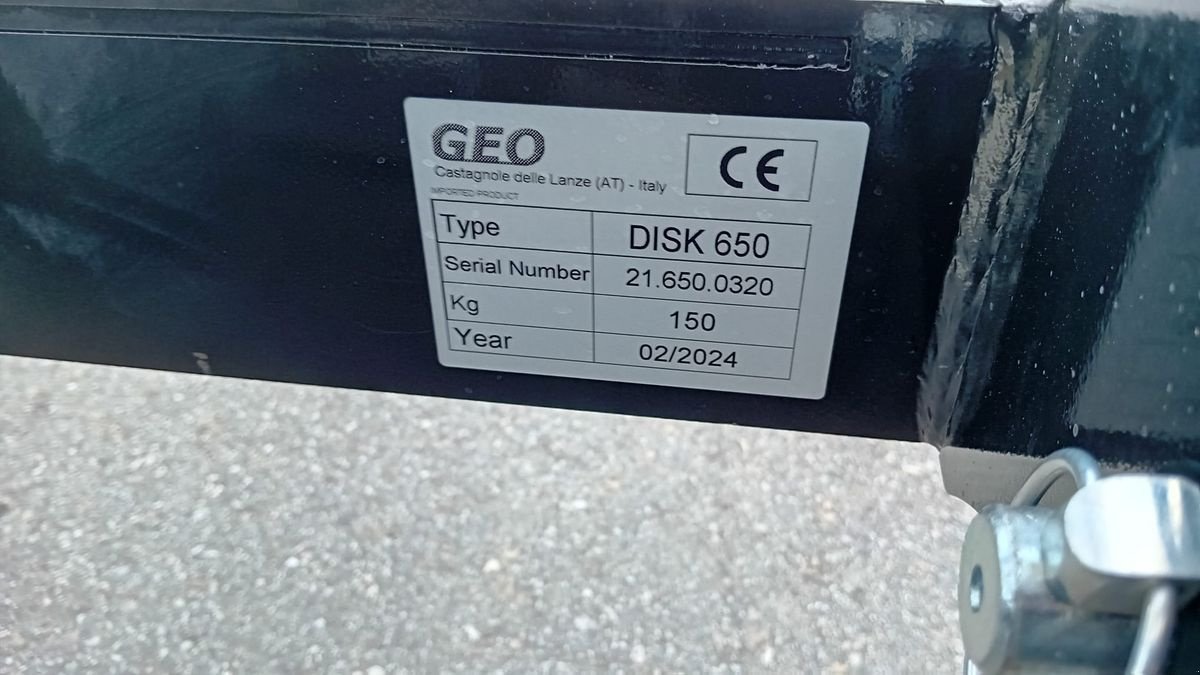 GEO
CE
Castagnole delle Lanze (AT) - Italy
IMPORTED PRODUCT
Type DISK 650
Serial Number 21.650.0320
Kg 150
Year 02/2024